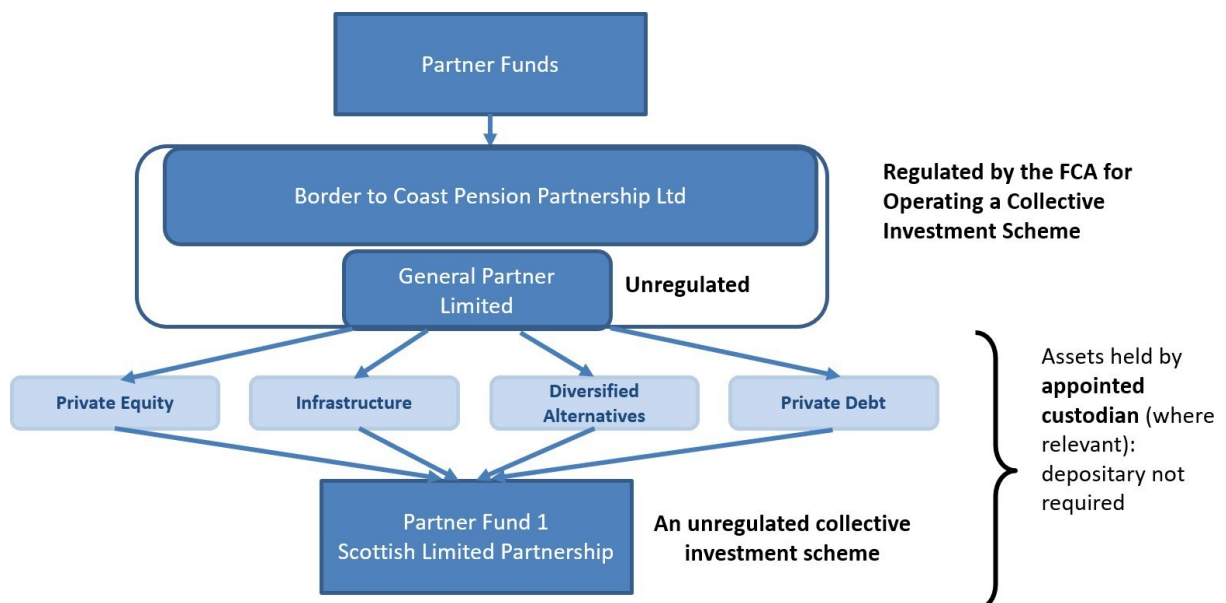 Partner Funds
Border to Coast Pension Partnership Ltd
Regulated by the FCA for
Operating a Collective
Investment Scheme
General Partner
Limited
Unregulated
Private Equity
Infrastructure
Diversified
Alternatives
Private Debt
Assets held by
appointed
custodian (where
relevant):
depositary not
required
Partner Fund 1
Scottish Limited Partnership
An unregulated collective
investment scheme